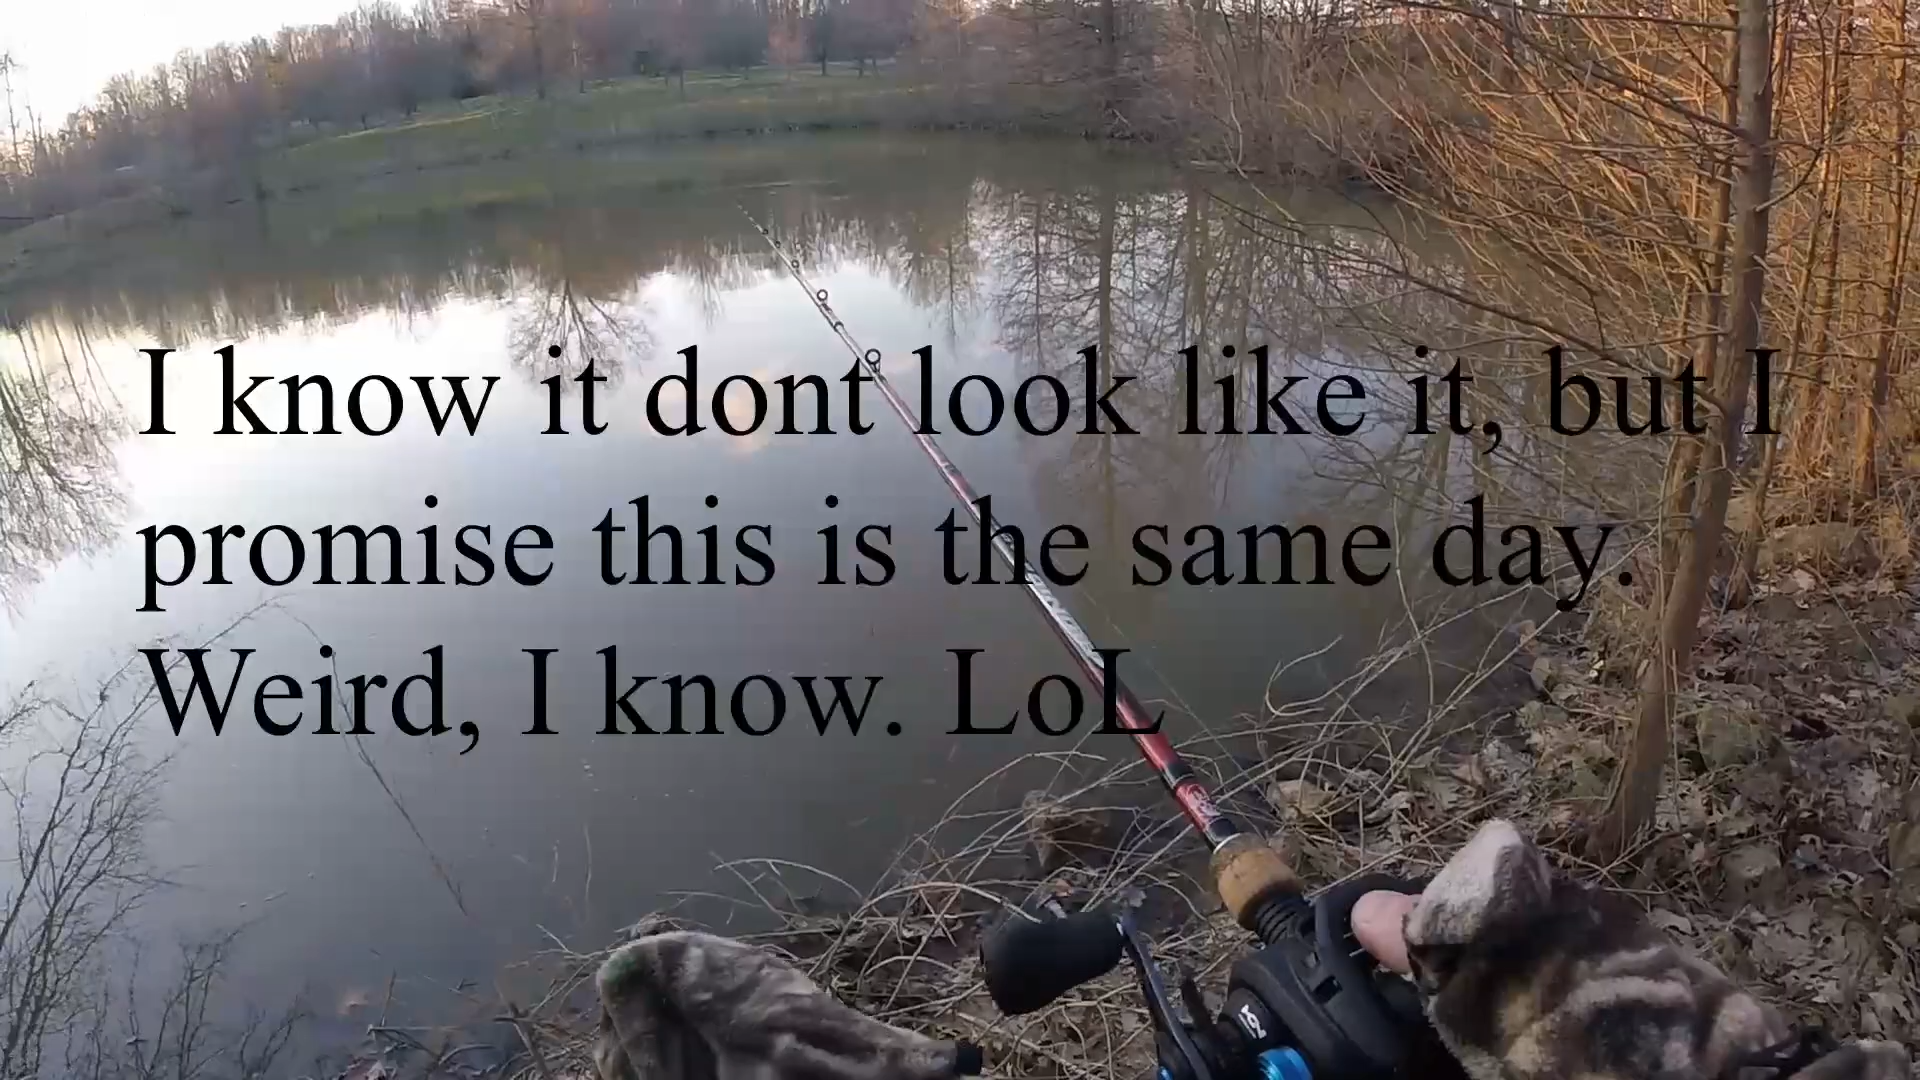 I know it dont look like it, but I
promise this is the same day.
Weird, I know. LoL